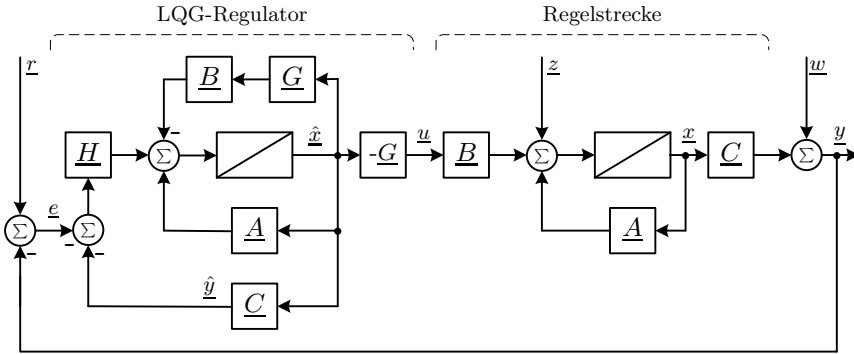 LQG-Regulator
Regelstrecke
r
B
G
z
w
H
-
Σ
x̂
-G
u
B
Σ
x
C
Σ
y
Σ
e
-
Σ
A
A
-
-
ŷ
C